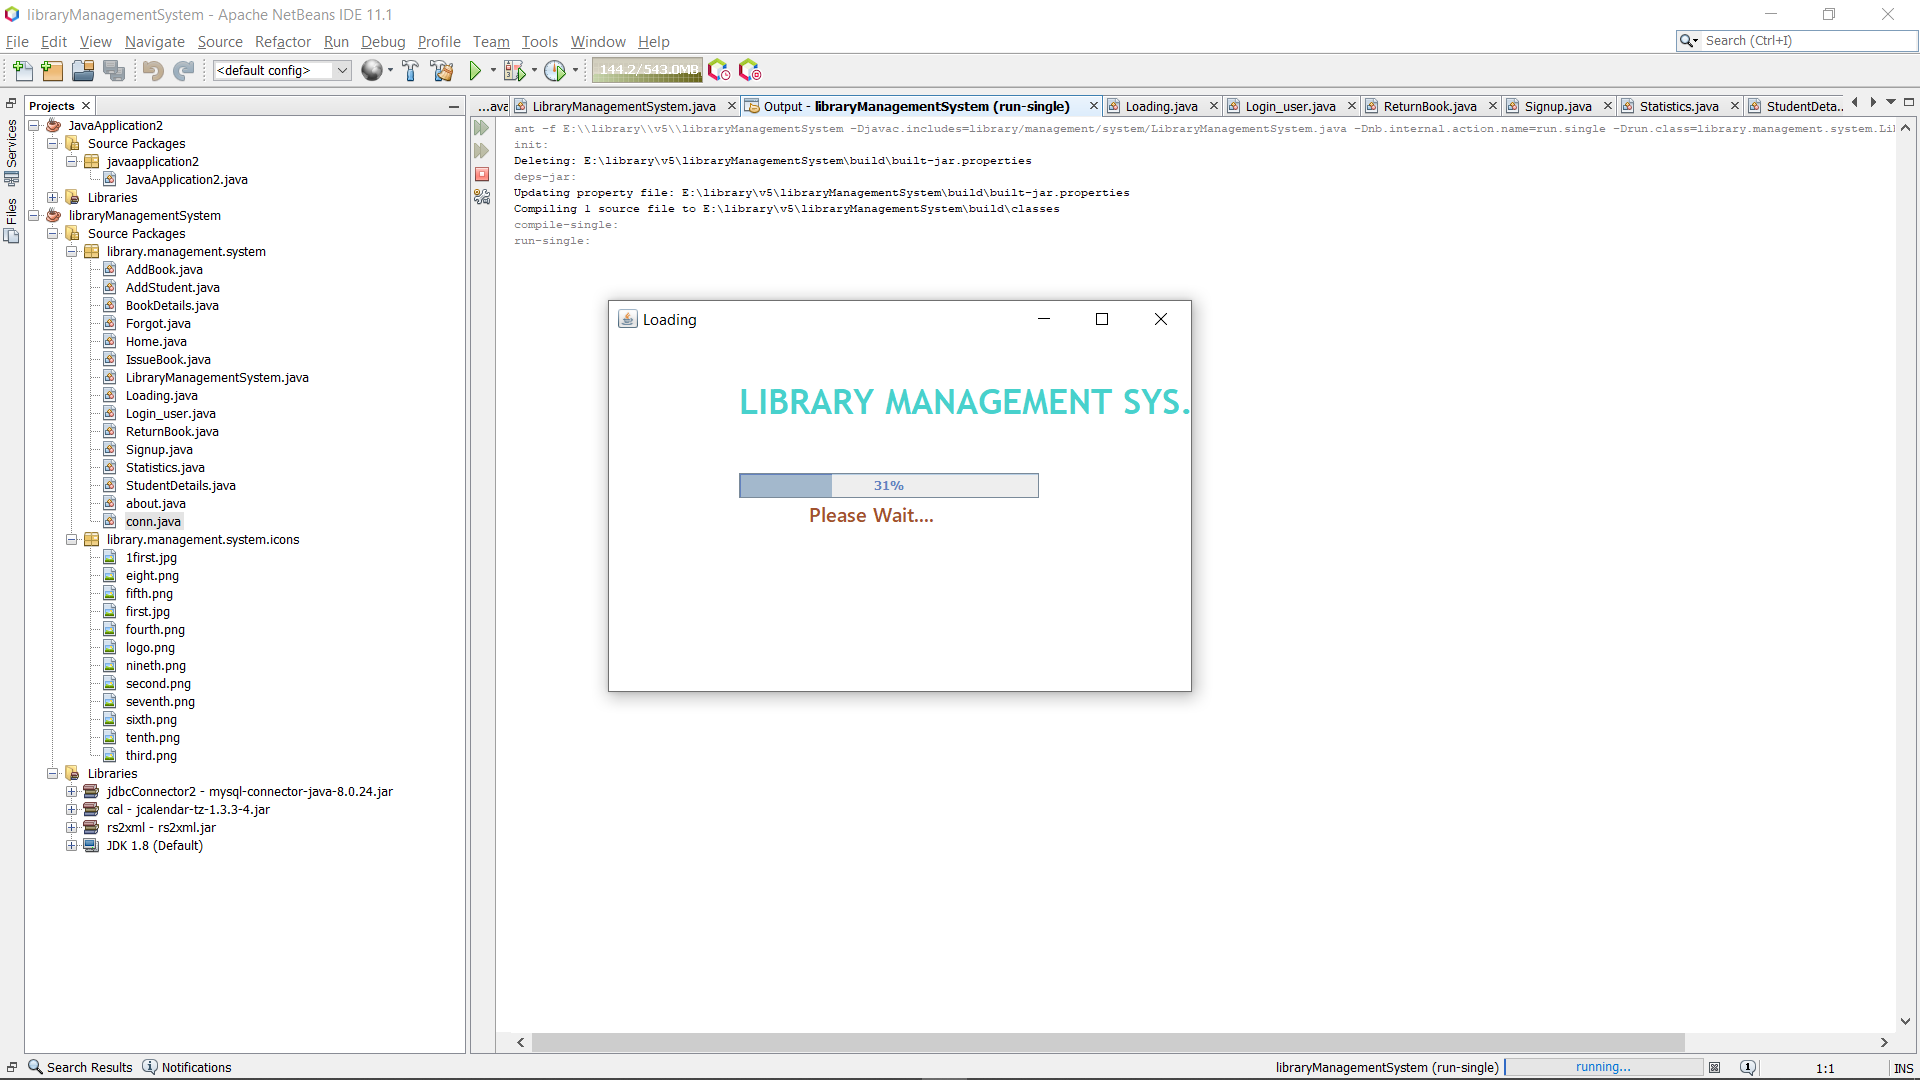 libraryManagementSystem - Apache NetBeans IDE 11.1
File Edit View Navigate Source Refactor Run Debug Profile Team Tools Window Help
Search (Ctrl+I)
<default config>
144.2/543.0MB
Projects
...ava
LibraryManagementSystem.java
Output - libraryManagementSystem (run-single)
Loading.java
Login_user.java
ReturnBook.java
Signup.java
Statistics.java
StudentDeta..
Services
Files
JavaApplication2
Source Packages
javaapplication2
JavaApplication2.java
Libraries
libraryManagementSystem
Source Packages
library.management.system
AddBook.java
AddStudent.java
BookDetails.java
Forgot.java
Home.java
IssueBook.java
LibraryManagementSystem.java
Loading.java
Login_user.java
ReturnBook.java
Signup.java
Statistics.java
StudentDetails.java
about.java
conn.java
library.management.system.icons
1first.jpg
eight.png
fifth.png
first.jpg
fourth.png
logo.png
nineth.png
second.png
seventh.png
sixth.png
tenth.png
third.png
Libraries
jdbcConnector2 - mysql-connector-java-8.0.24.jar
cal - jcalendar-tz-1.3.3-4.jar
rs2xml - rs2xml.jar
JDK 1.8 (Default)
ant -f E:\\library\\v5\\libraryManagementSystem -Djavac.includes=library/management/system/LibraryManagementSystem.java -Dnb.internal.action.name=run.single -Drun.class=library.management.system.Li
init:
Deleting: E:\library\v5\libraryManagementSystem\build\built-jar.properties
deps-jar:
Updating property file: E:\library\v5\libraryManagementSystem\build\built-jar.properties
Compiling 1 source file to E:\library\v5\libraryManagementSystem\build\classes
compile-single:
run-single:
Loading
LIBRARY MANAGEMENT SYS.
31%
Please Wait....
Search Results
Notifications
libraryManagementSystem (run-single)
running...
1
1:1
INS